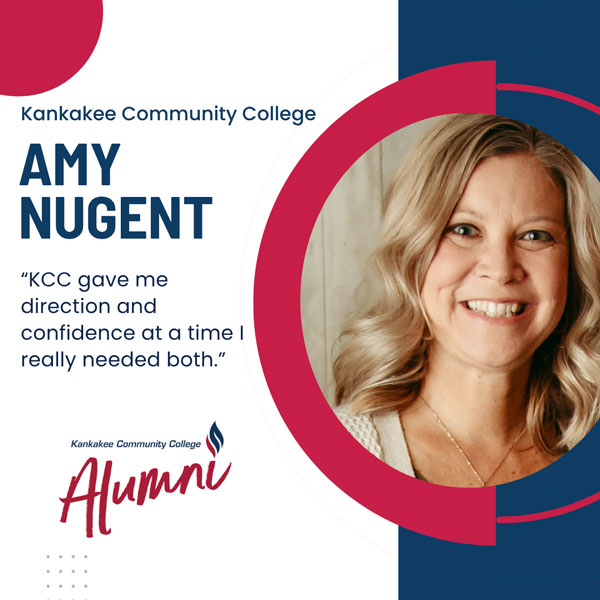 Kankakee Community College
AMY
NUGENT
“KCC gave me
direction and
confidence at a time I
really needed both.”
Kankakee Community College
Alumni